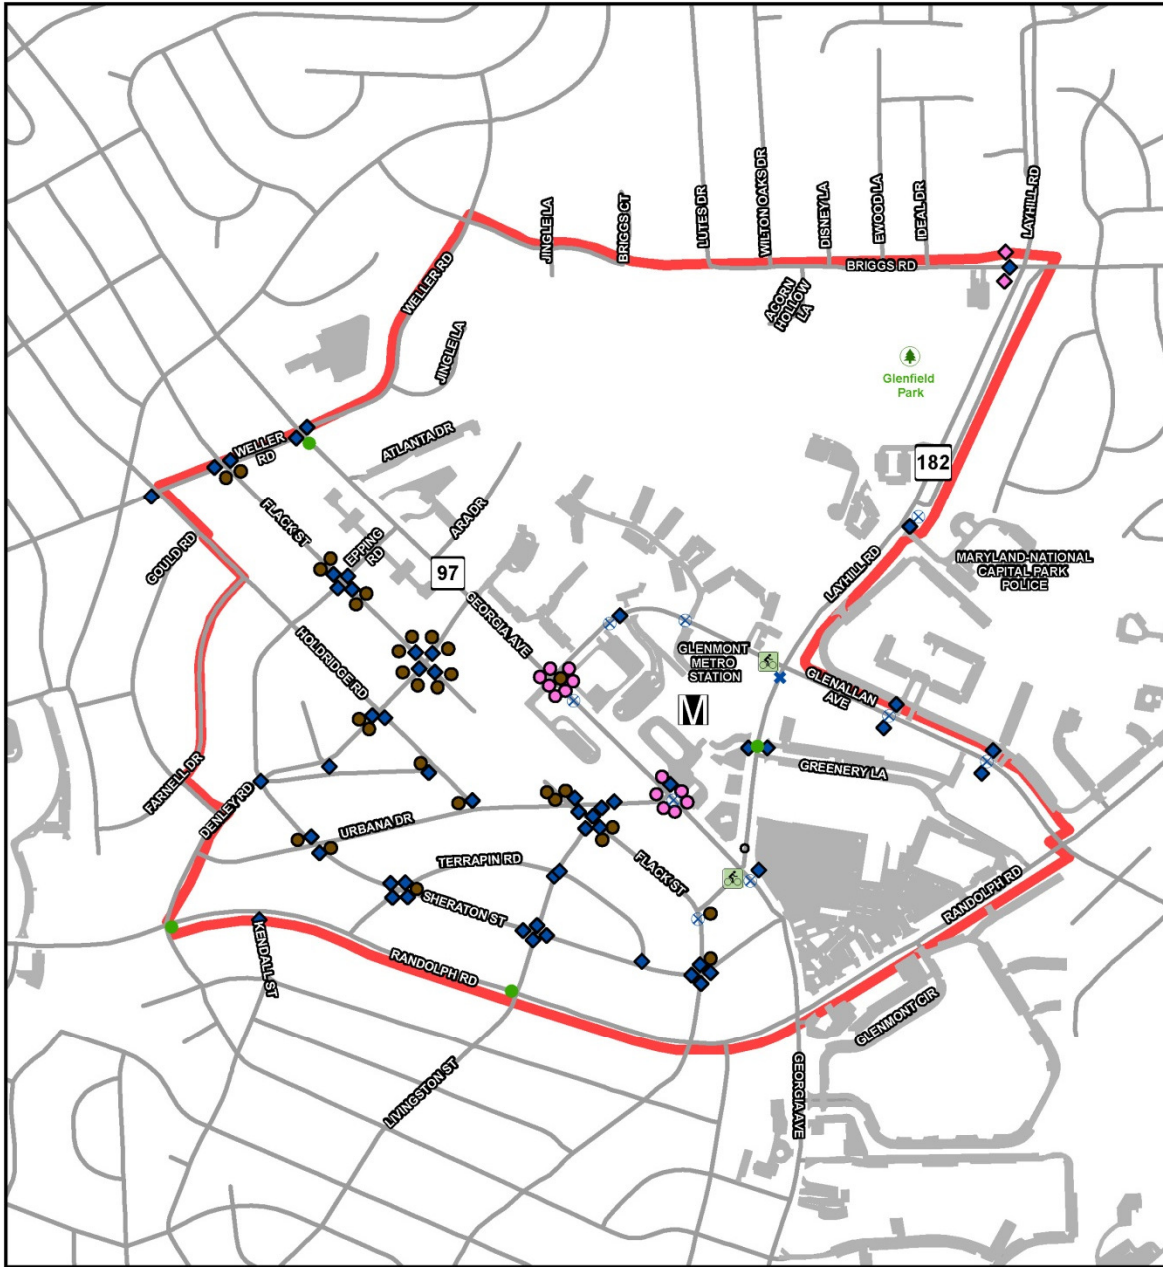 LAYHILL RD
WILTON OAKS DR
LUTES DR
DISNEY LA
EWOOD LA
IDEAL DR
BRIGGS CT
JINGLE LA
BRIGGS RD
WELLER RD
ACORN
HOLLOW
LA
JINGLE LA
Glenfield
Park
WELLER
RD
ATLANTA DR
182
FLACK ST
ARA DR
GOULD RD
EPPING
RD
97
LAYHILL RD
MARYLAND-NATIONAL
CAPITAL PARK
POLICE
GEORGIA AVE
HOLDRIDGE RD
GLENMONT
METRO
STATION
GLENALLAN
AVE
M
FARNELL DR
DENLEY RD
GREENERY LA
URBANA DR
TERRAPIN RD
FLACK ST
SHERATON ST
RANDOLPH RD
KENDALL ST
RANDOLPH RD
GLENMONT CIR
LIVINGSTON ST
GEORGIA AVE